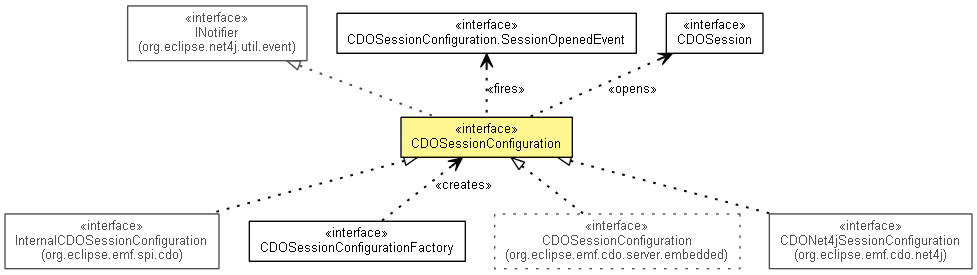 «interface»
INotifier
(org.eclipse.net4j.util.event)
«interface»
CDOSessionConfiguration.SessionOpenedEvent
«interface»
CDOSession
«fires»
«opens»
«interface»
CDOSessionConfiguration
«creates»
«interface»
InternalCDOSessionConfiguration
(org.eclipse.emf.spi.cdo)
«interface»
CDOSessionConfigurationFactory
«interface»
CDOSessionConfiguration
(org.eclipse.emf.cdo.server.embedded)
«interface»
CDONet4jSessionConfiguration
(org.eclipse.emf.cdo.net4j)